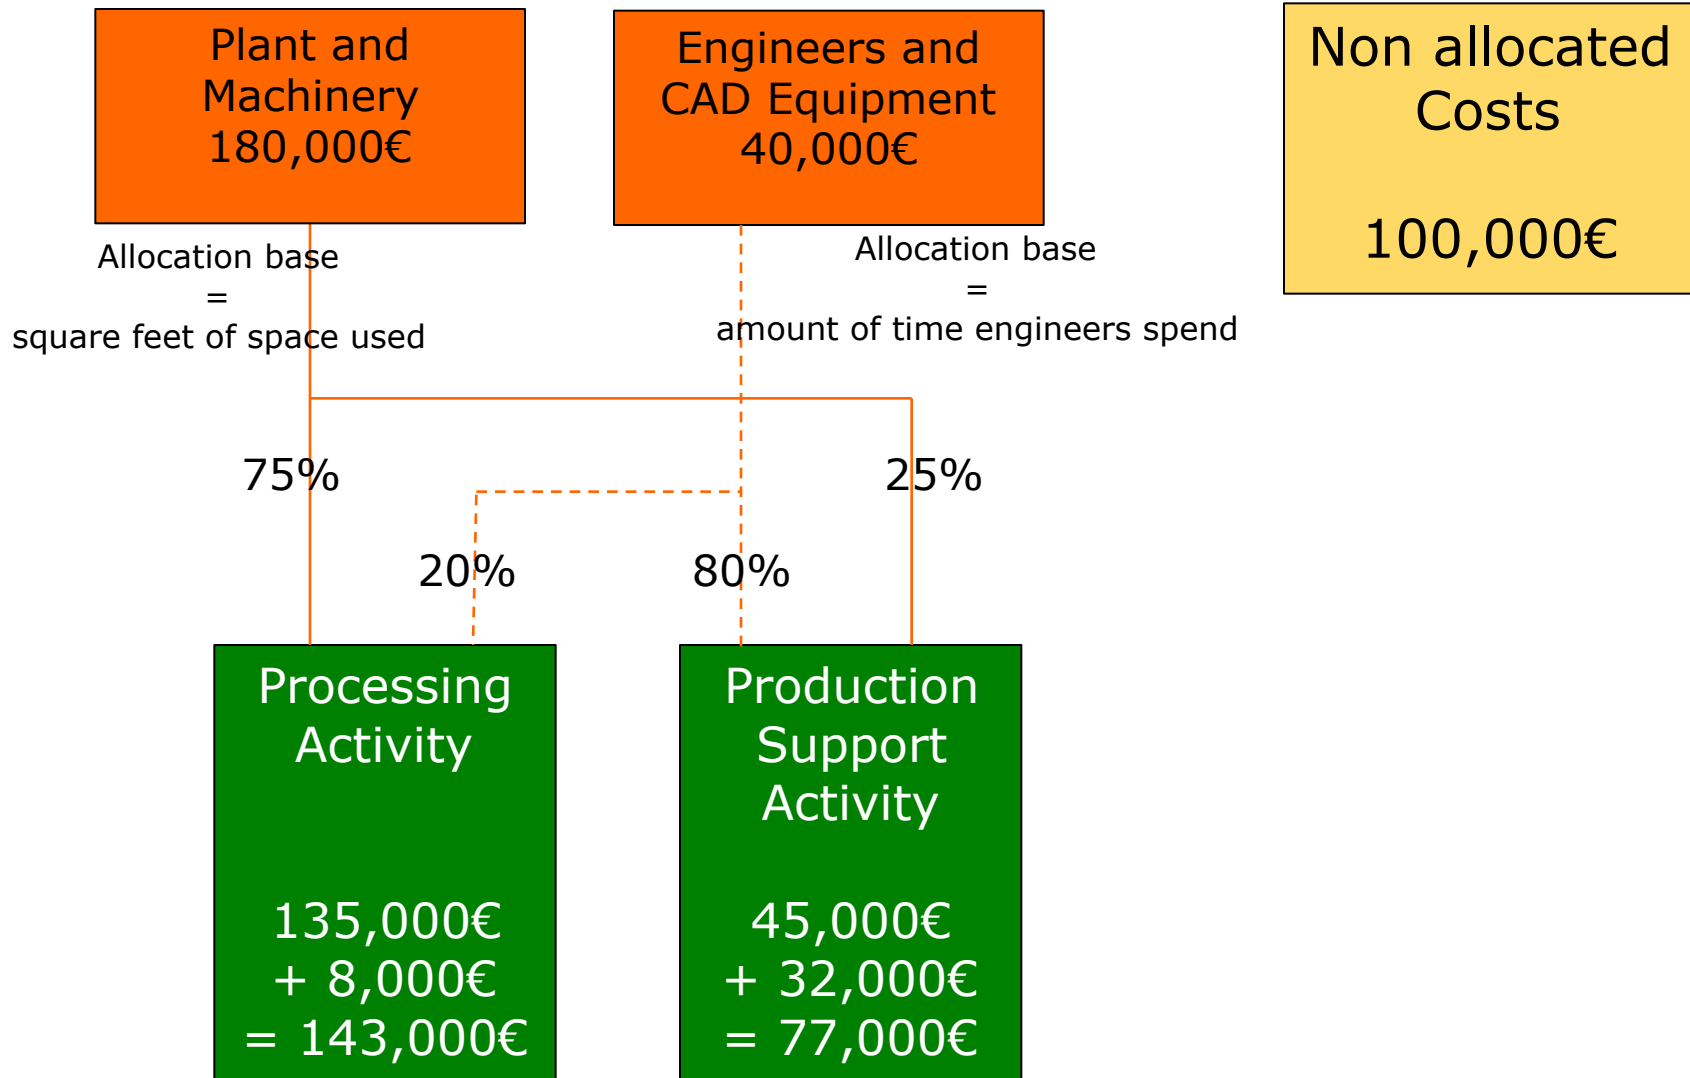 Plant and
Machinery
180,000€
Engineers and
CAD Equipment
40,000€
Non allocated
Costs
100,000€
Allocation base
=
square feet of space used
Allocation base
=
amount of time engineers spend
75%
25%
20%
80%
Processing
Activity
135,000€
+ 8,000€
= 143,000€
Production
Support
Activity
45,000€
+ 32,000€
= 77,000€